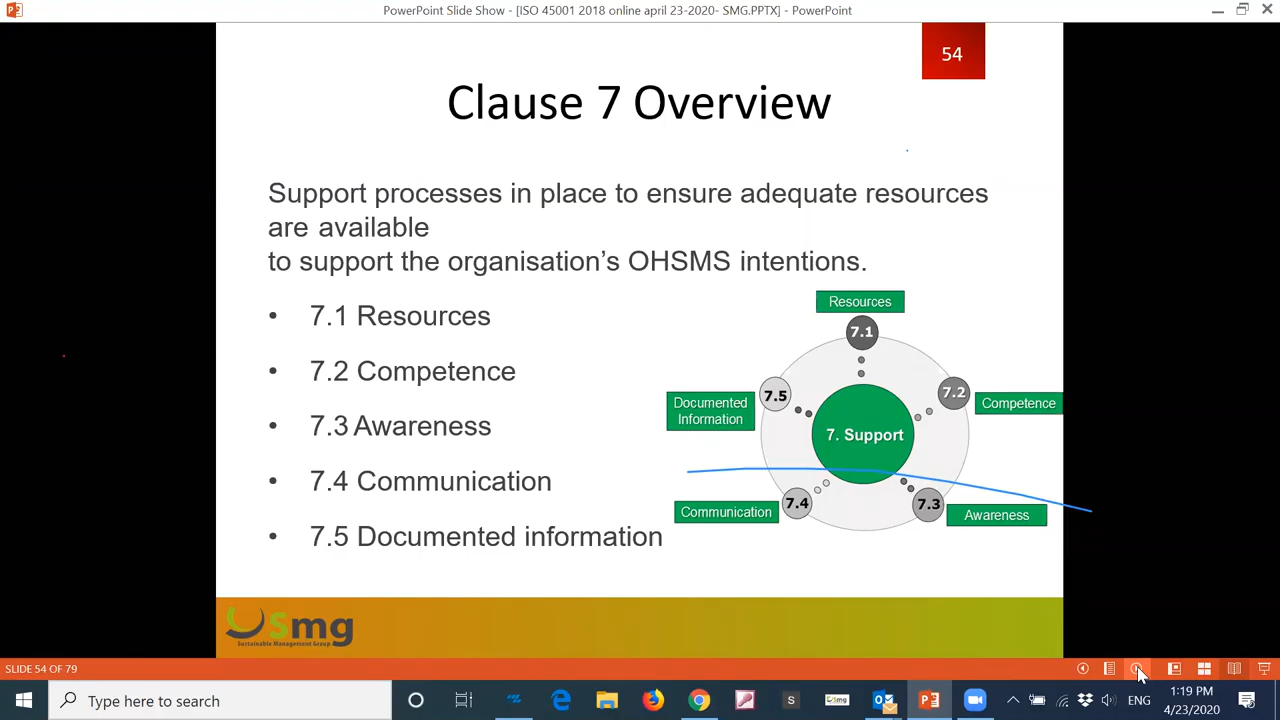 PowerPoint Slide Show - [ISO 45001 2018 online april 23-2020- SMG.PPTX] - PowerPoint
54
Clause 7 Overview
Support processes in place to ensure adequate resources
are available
to support the organisation’s OHSMS intentions.
• 7.1 Resources
• 7.2 Competence
• 7.3 Awareness
• 7.4 Communication
• 7.5 Documented information
Resources
7.1
7.2
Competence
7.5
Documented
Information
7. Support
7.4
Communication
7.3
Awareness
Smg
Sustainable Management Group
SLIDE 54 OF 79
Type here to search
S
Smg
ENG
1:19 PM
4/23/2020